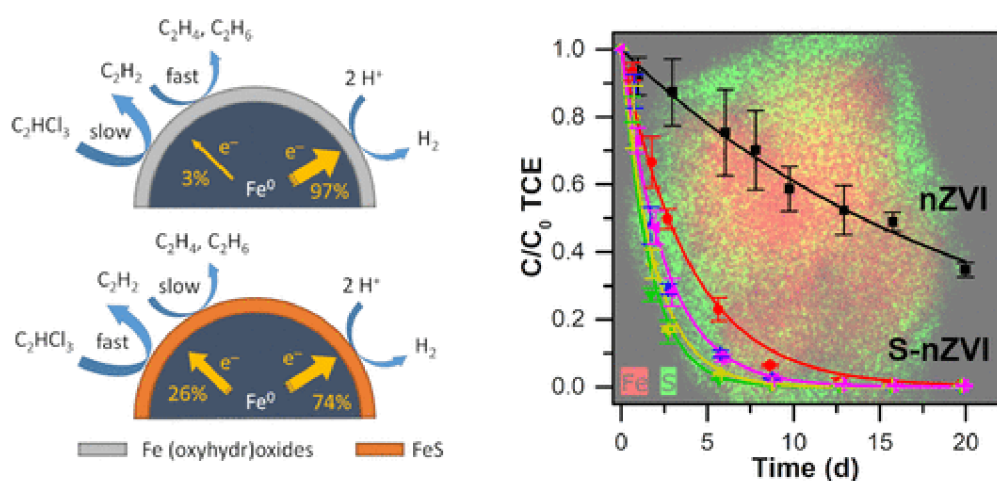 C₂H₄, C₂H₆
C₂H₂
fast
2 H⁺
C₂HCl₃
slow
e⁻
e⁻
H₂
3%
Fe⁰
97%
C₂H₄, C₂H₆
C₂H₂
slow
2 H⁺
C₂HCl₃
fast
e⁻
e⁻
H₂
26%
Fe⁰
74%
Fe (oxyhydr)oxides
FeS
C/C₀ TCE
1.0
0.8
0.6
0.4
0.2
0.0
nZVI
S-nZVI
Fe
S
0
5
10
15
20
Time (d)